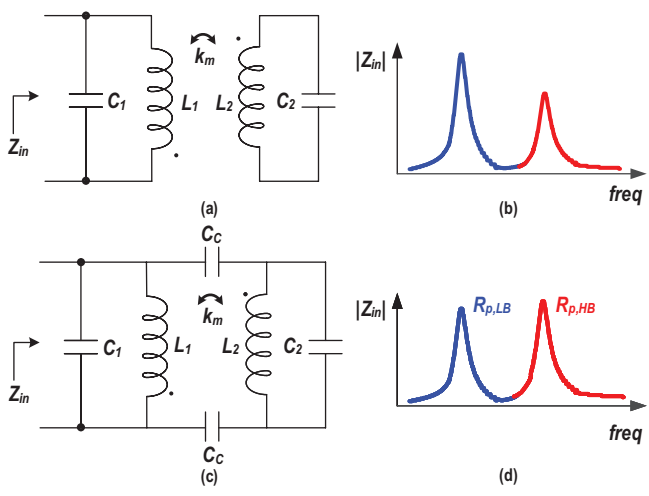 C1
Zin
L1
km
L2
C2
(a)
|Zin|
freq
(b)
CC
C1
Zin
L1
km
L2
C2
CC
(c)
|Zin|
Rp,LB
Rp,HB
freq
(d)